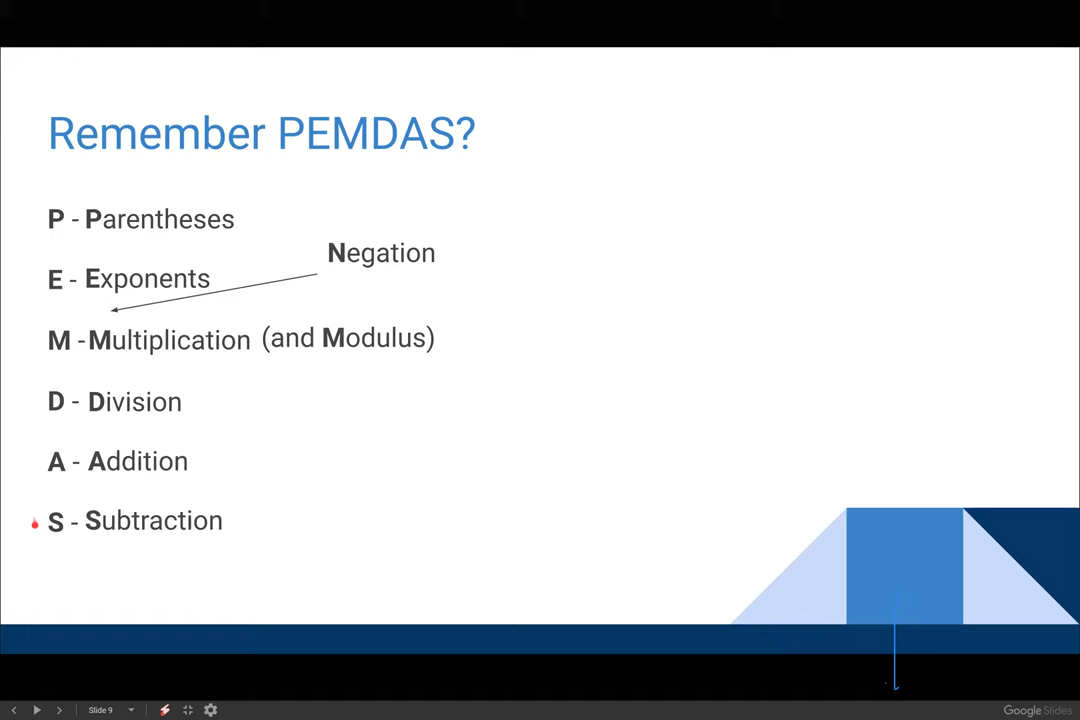 Remember PEMDAS?
P - Parentheses
Negation
E - Exponents
M - Multiplication (and Modulus)
D - Division
A - Addition
S - Subtraction
Slide 9
Google Slides